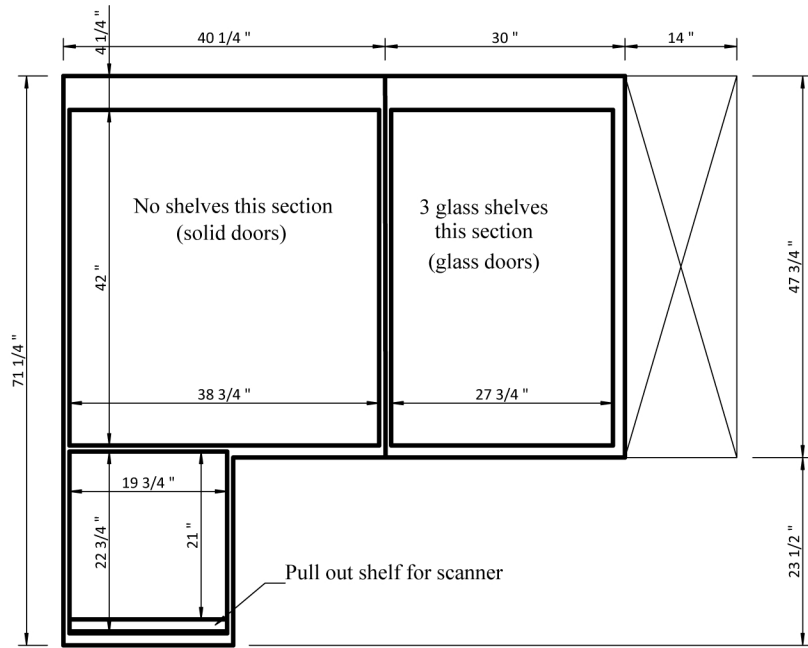 4 1/4 "
40 1/4 "
30 "
14 "
No shelves this section
(solid doors)
3 glass shelves
this section
(glass doors)
42 "
47 3/4 "
71 1/4 "
38 3/4 "
27 3/4 "
19 3/4 "
22 3/4 "
21 "
Pull out shelf for scanner
23 1/2 "